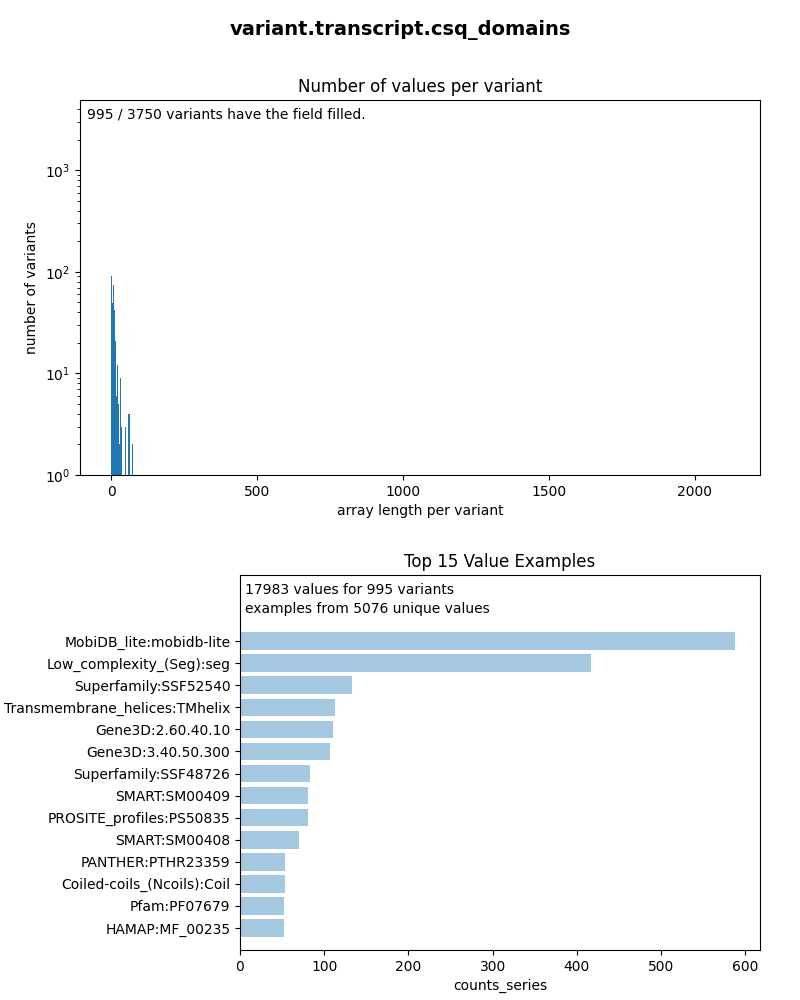 variant.transcript.csq_domains
Number of values per variant
995 / 3750 variants have the field filled.
number of variants
10³
10²
10¹
10⁰
0 500 1000 1500 2000
array length per variant
Top 15 Value Examples
17983 values for 995 variants
examples from 5076 unique values
MobiDB_lite:mobidb-lite
Low_complexity_(Seg):seg
Superfamily:SSF52540
Transmembrane_helices:TMhelix
Gene3D:2.60.40.10
Gene3D:3.40.50.300
Superfamily:SSF48726
SMART:SM00409
PROSITE_profiles:PS50835
SMART:SM00408
PANTHER:PTHR23359
Coiled-coils_(Ncoils):Coil
Pfam:PF07679
HAMAP:MF_00235
0 100 200 300 400 500 600
counts_series